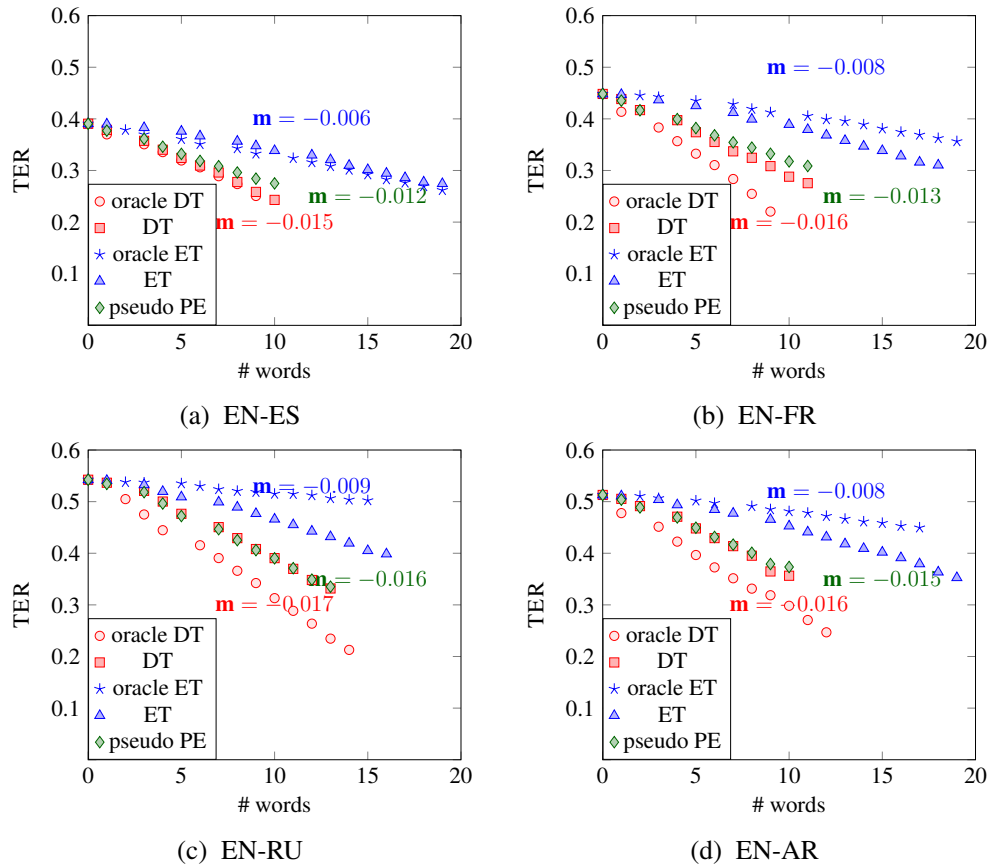 0.6
0.5
0.4
0.3
0.2
0.1
TER
m = −0.006
m = −0.012
m = −0.015
oracle DT
DT
oracle ET
ET
pseudo PE
0 5 10 15 20
# words
(a) EN-ES
0.6
0.5
0.4
0.3
0.2
0.1
TER
m = −0.008
m = −0.013
m = −0.016
oracle DT
DT
oracle ET
ET
pseudo PE
0 5 10 15 20
# words
(b) EN-FR
0.6
0.5
0.4
0.3
0.2
0.1
TER
m = −0.009
m = −0.016
m = −0.017
oracle DT
DT
oracle ET
ET
pseudo PE
0 5 10 15 20
# words
(c) EN-RU
0.6
0.5
0.4
0.3
0.2
0.1
TER
m = −0.008
m = −0.015
m = −0.016
oracle DT
DT
oracle ET
ET
pseudo PE
0 5 10 15 20
# words
(d) EN-AR